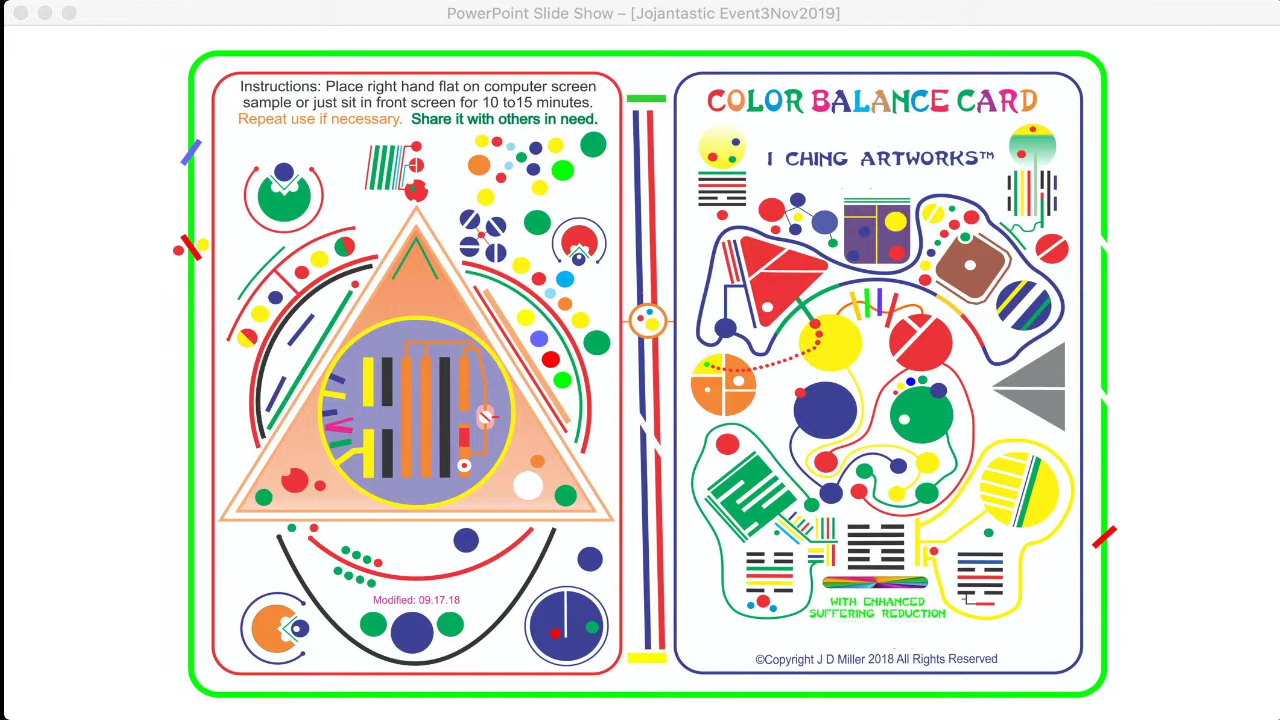 PowerPoint Slide Show – [Jojantastic Event3Nov2019]
Instructions: Place right hand flat on computer screen
sample or just sit in front screen for 10 to15 minutes.
Repeat use if necessary. Share it with others in need.
Modified: 09.17.18
COLOR BALANCE CARD
I CHING ARTWORKS™
WITH ENHANCED
SUFFERING REDUCTION
©Copyright J D Miller 2018 All Rights Reserved